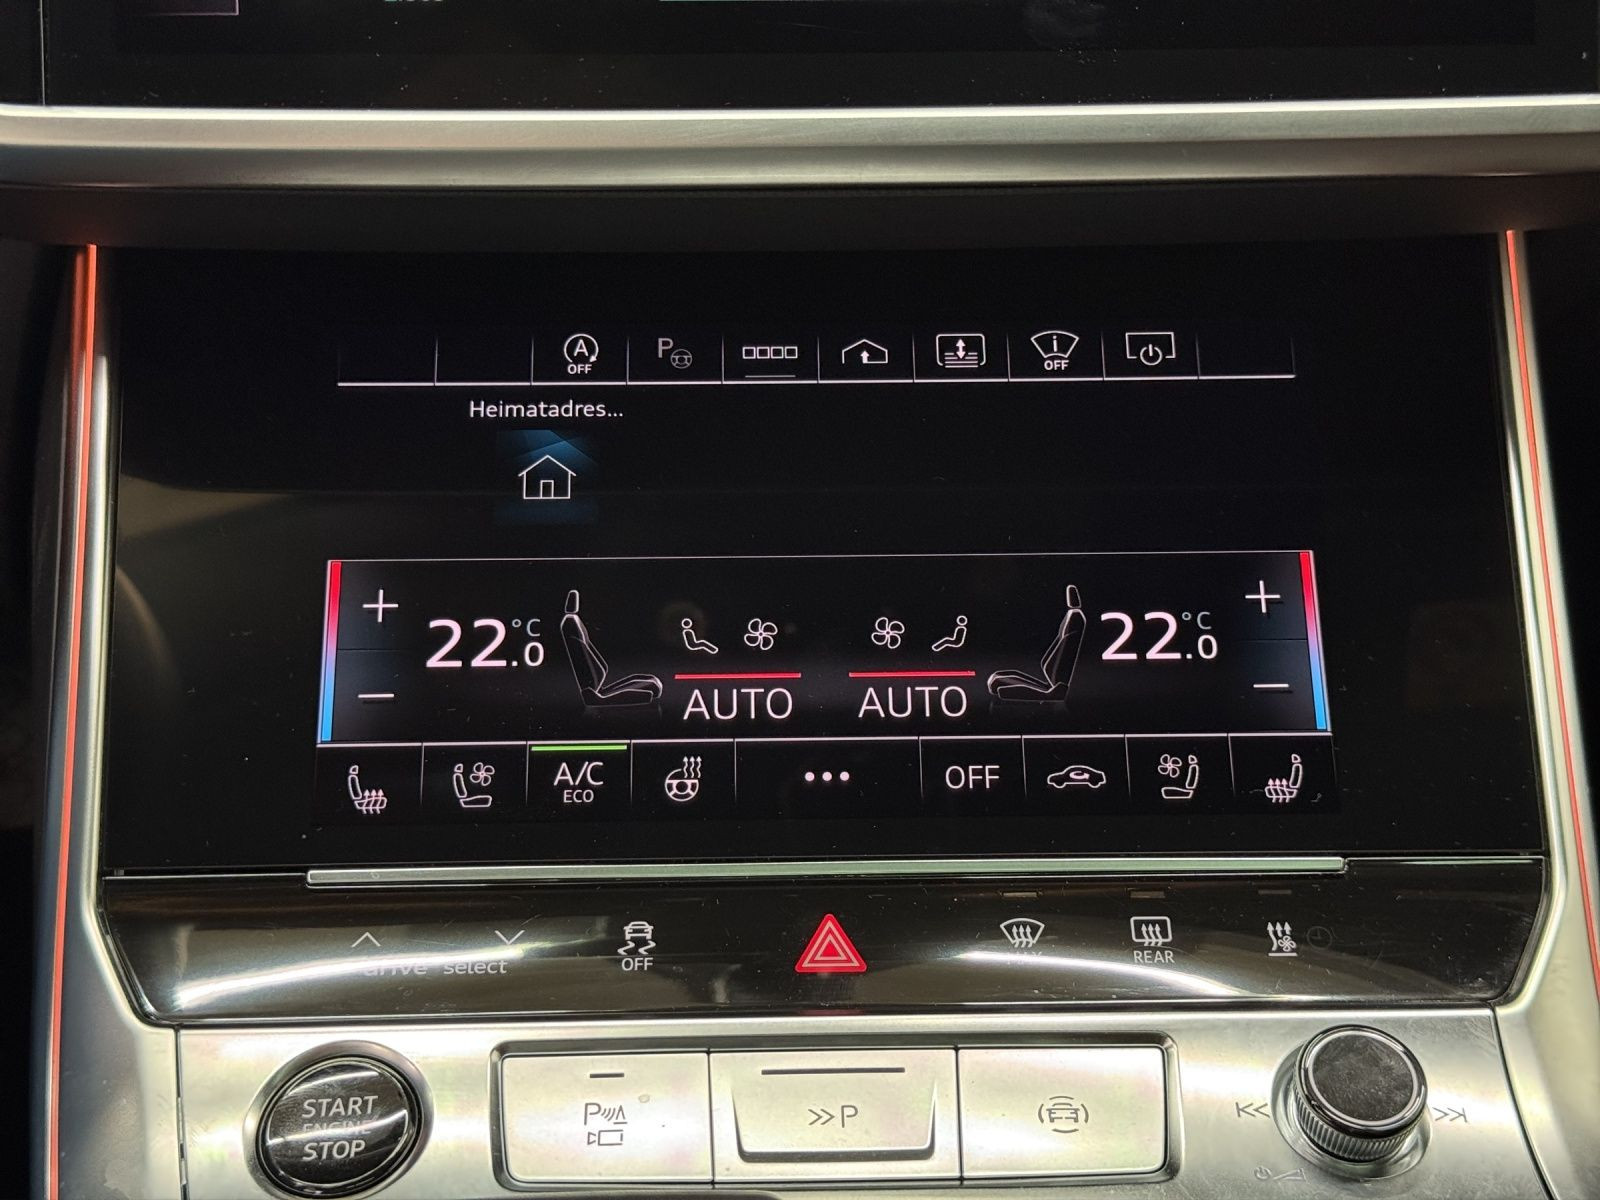 A
OFF
P
i
OFF
Heimatadres...
+ 22.0 °C
22.0 °C +
AUTO AUTO
A/C
ECO
... OFF
drive select
OFF
REAR
START
ENGINE
STOP
P
>>P